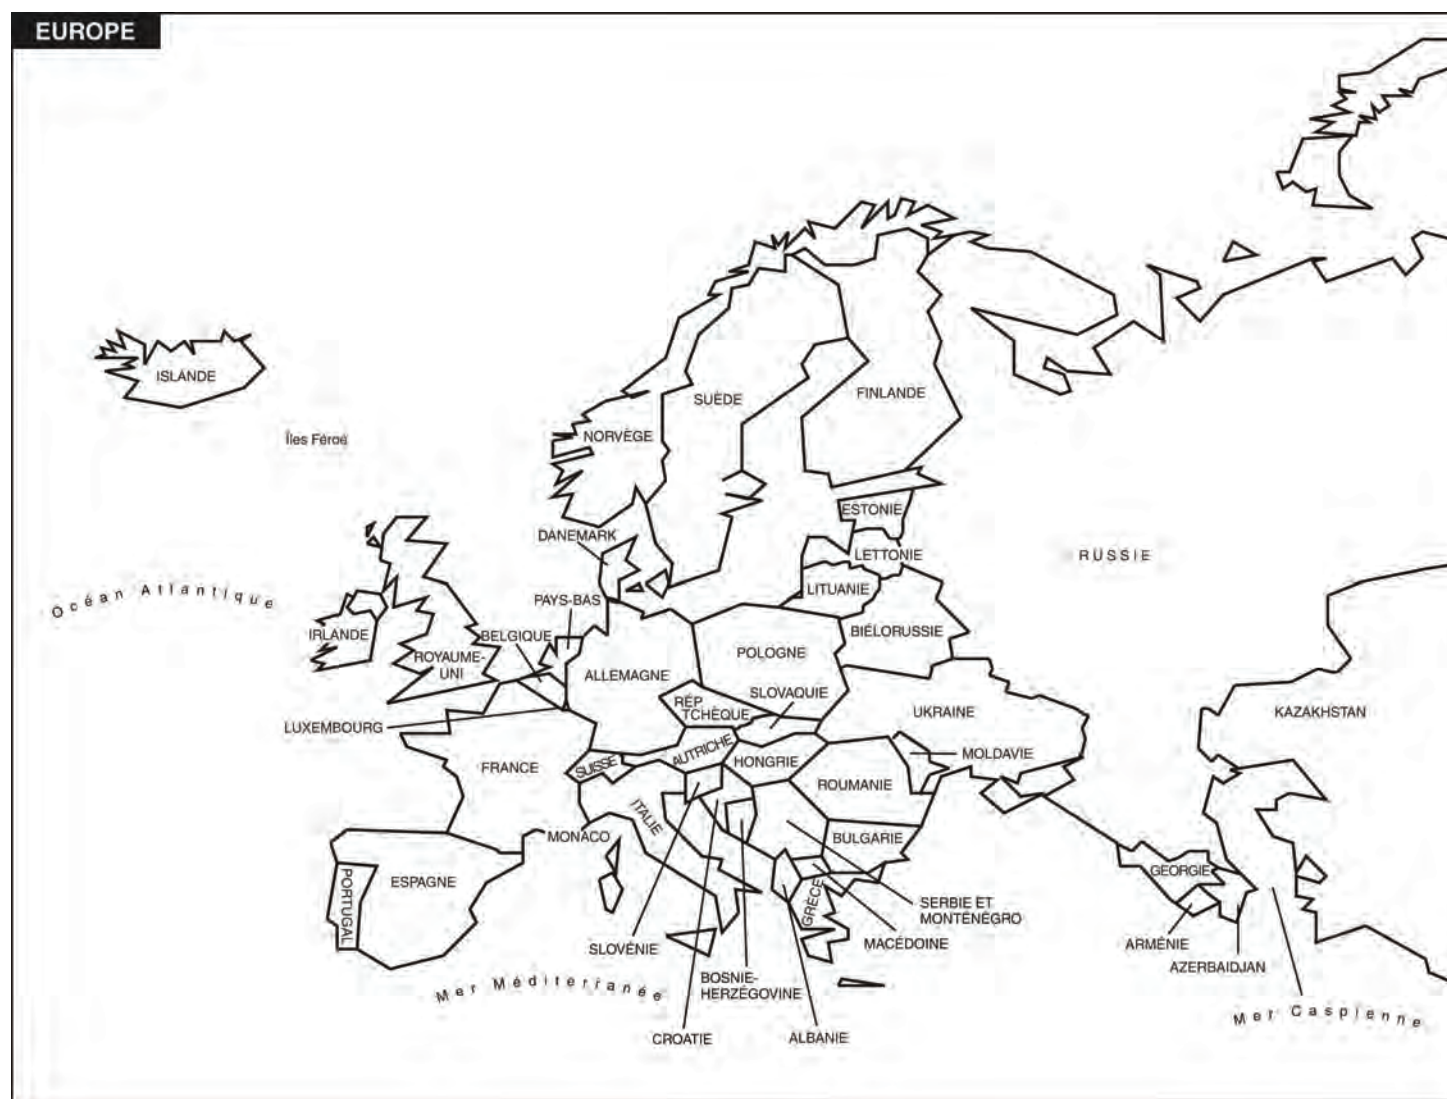 EUROPE
ISLANDE
Îles Féroé
SUÈDE
FINLANDE
NORVÈGE
ESTONIE
DANEMARK
LETTONIE
RUSSIE
Océan Atlantique
LITUANIE
PAYS-BAS
BIÉLORUSSIE
IRLANDE
BELGIQUE
ROYAUME-
UNI
POLOGNE
ALLEMAGNE
SLOVAQUIE
RÉP
TCHÈQUE
UKRAINE
KAZAKHSTAN
LUXEMBOURG
AUTRICHE
MOLDAVIE
HONGRIE
FRANCE
SUISSE
ROUMANIE
ITALIE
MONACO
BULGARIE
GEORGIE
ESPAGNE
PORTUGAL
GRÈCE
SERBIE ET
MONTÉNÉGRO
SLOVÉNIE
MACÉDOINE
ARMÉNIE
AZERBAIDJAN
BOSNIE-
HERZÉGOVINE
Mer Méditerranée
Mer Caspienne
CROATIE
ALBANIE